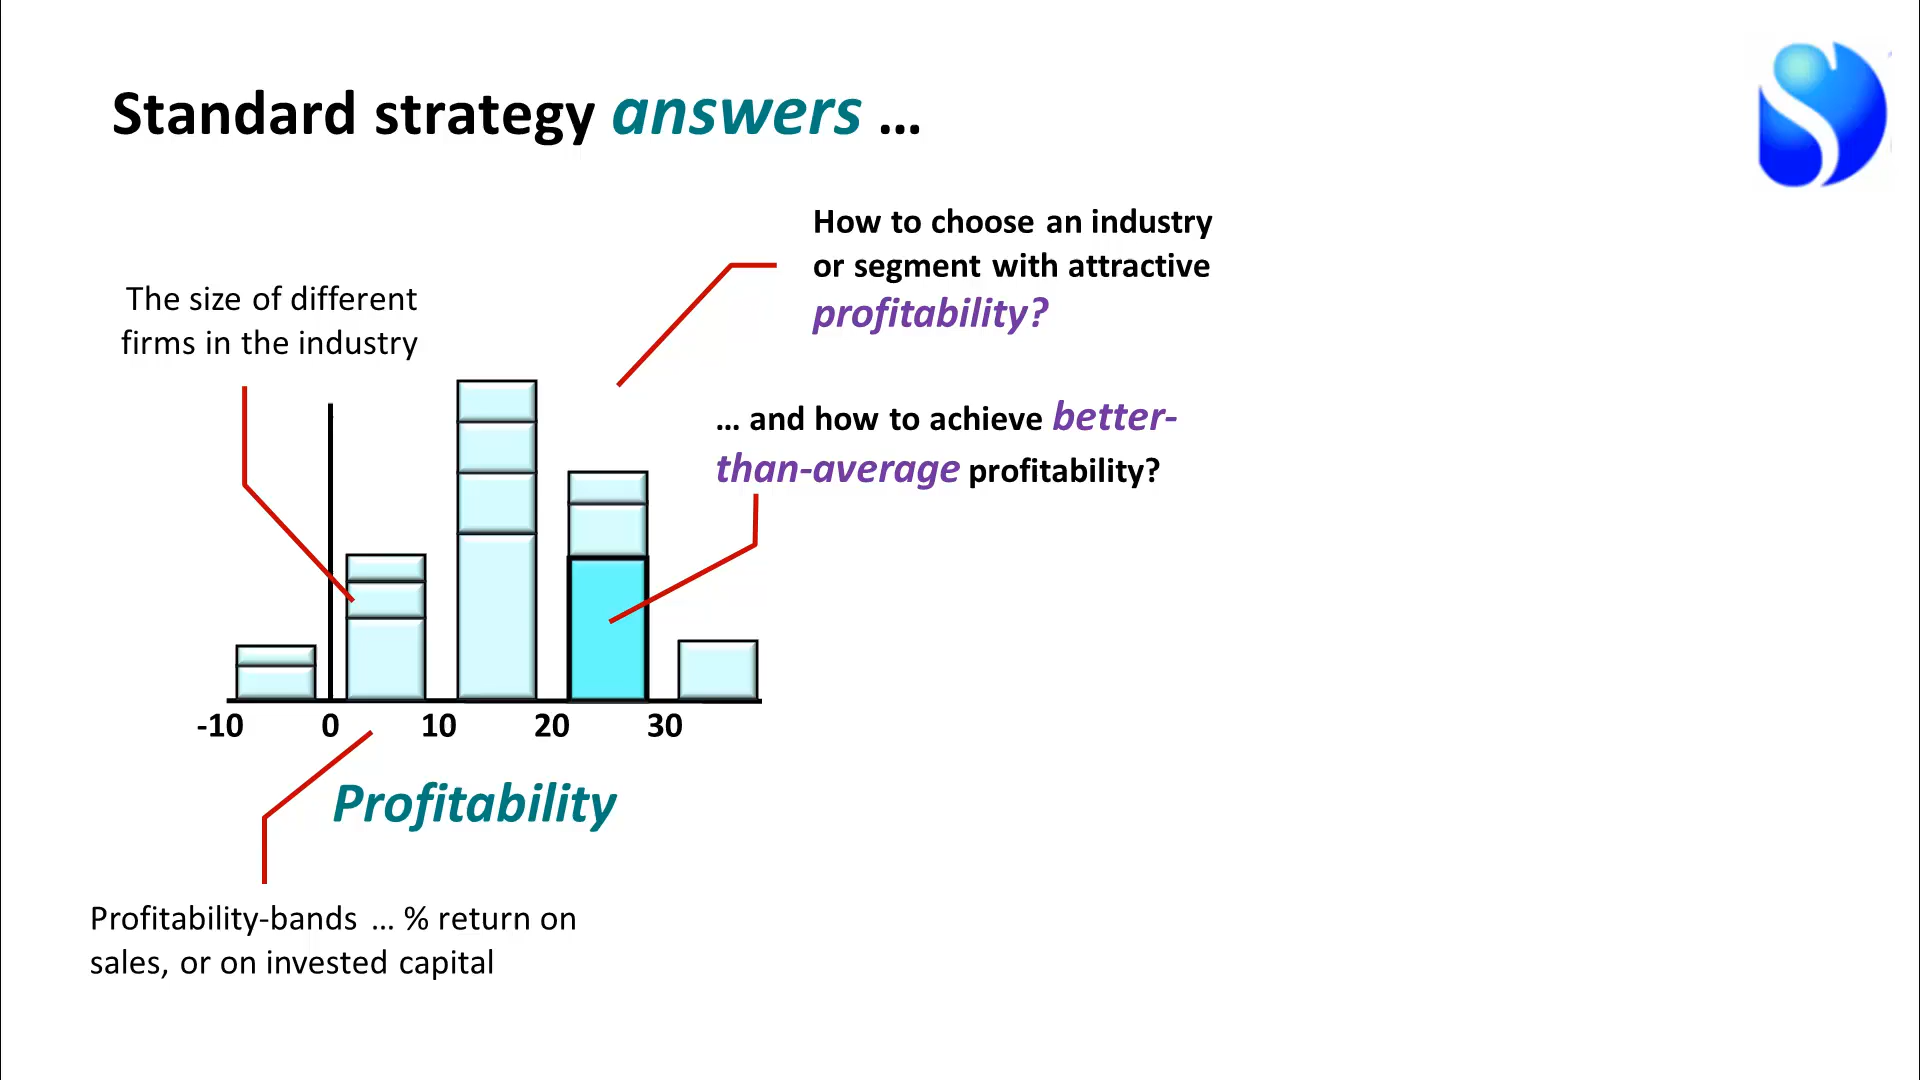 Standard strategy answers ...
How to choose an industry
or segment with attractive
profitability?
The size of different
firms in the industry
... and how to achieve better-
than-average profitability?
-10 0 10 20 30
Profitability
Profitability-bands ... % return on
sales, or on invested capital